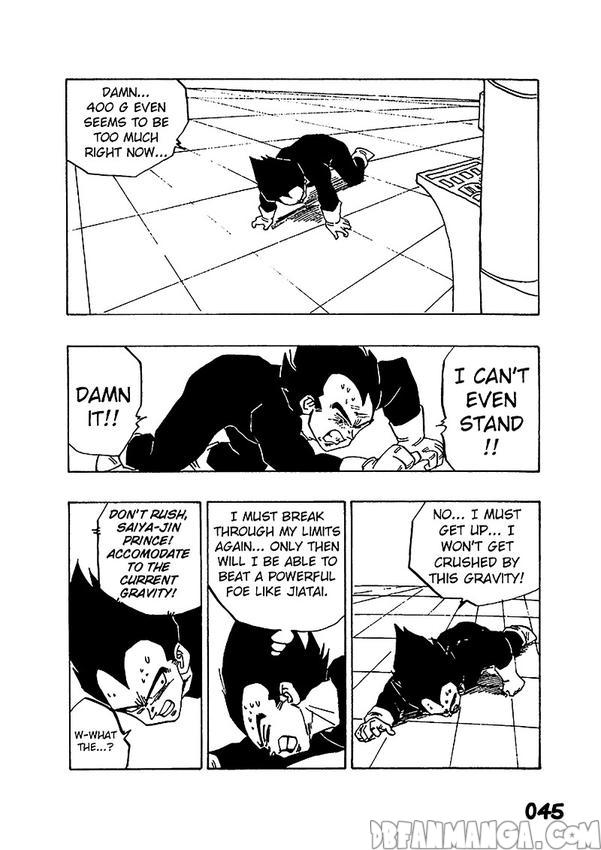 DAMN...
400 G EVEN
SEEMS TO BE
TOO MUCH
RIGHT NOW...
I CAN'T
EVEN
STAND
!!
DAMN
IT!!
NO... I MUST
GET UP... I
WON'T GET
CRUSHED BY
THIS GRAVITY!
I MUST BREAK
THROUGH MY LIMITS
AGAIN... ONLY THEN
WILL I BE ABLE TO
BEAT A POWERFUL
FOE LIKE JIATAI.
DON'T RUSH,
SAIYA-JIN
PRINCE!
ACCOMODATE
TO THE
CURRENT
GRAVITY!
W-WHAT
THE...?
045
DBFANMANGA.COM